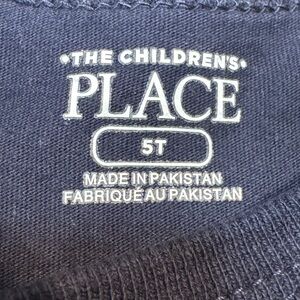 •THE CHILDREN'S•
PLACE
5T
MADE IN PAKISTAN
FABRIQUÉ AU PAKISTAN